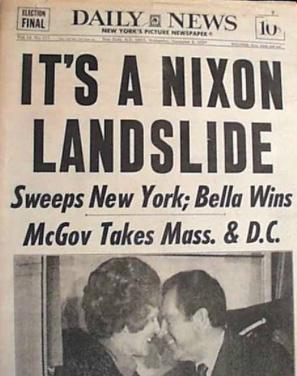 ELECTION
FINAL
DAILY NEWS
NEW YORK'S PICTURE NEWSPAPER
10¢
IT'S A NIXON
LANDSLIDE
Sweeps New York; Bella Wins
McGov Takes Mass. & D.C.